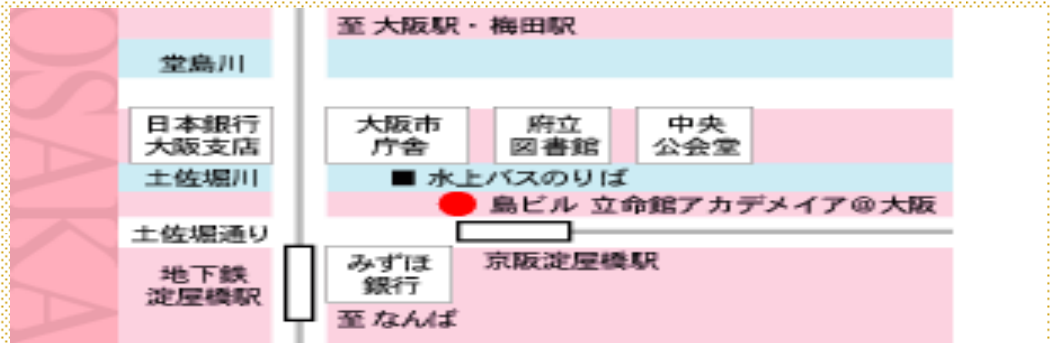 OSAKA
至 大阪駅・梅田駅
堂島川
日本銀行
大阪支店
大阪市
庁舎
府立
図書館
中央
公会堂
土佐堀川
■ 水上バスのりば
島ビル 立命館アカデメイア@大阪
土佐堀通り
地下鉄
淀屋橋駅
みずほ
銀行
京阪淀屋橋駅
至 なんば